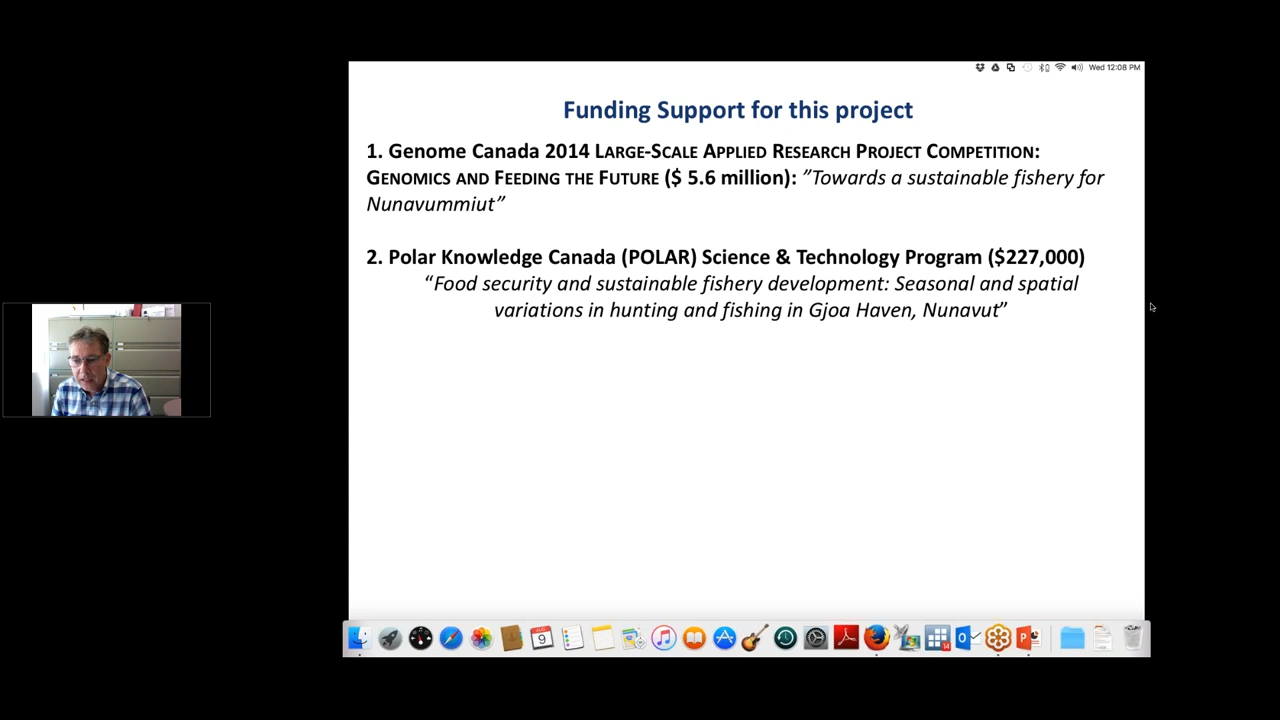 Wed 12:08 PM
Funding Support for this project
1. Genome Canada 2014 LARGE-SCALE APPLIED RESEARCH PROJECT COMPETITION:
GENOMICS AND FEEDING THE FUTURE ($ 5.6 million): ”Towards a sustainable fishery for
Nunavummiut”
2. Polar Knowledge Canada (POLAR) Science & Technology Program ($227,000)
“Food security and sustainable fishery development: Seasonal and spatial
variations in hunting and fishing in Gjoa Haven, Nunavut”
AUG
9
14